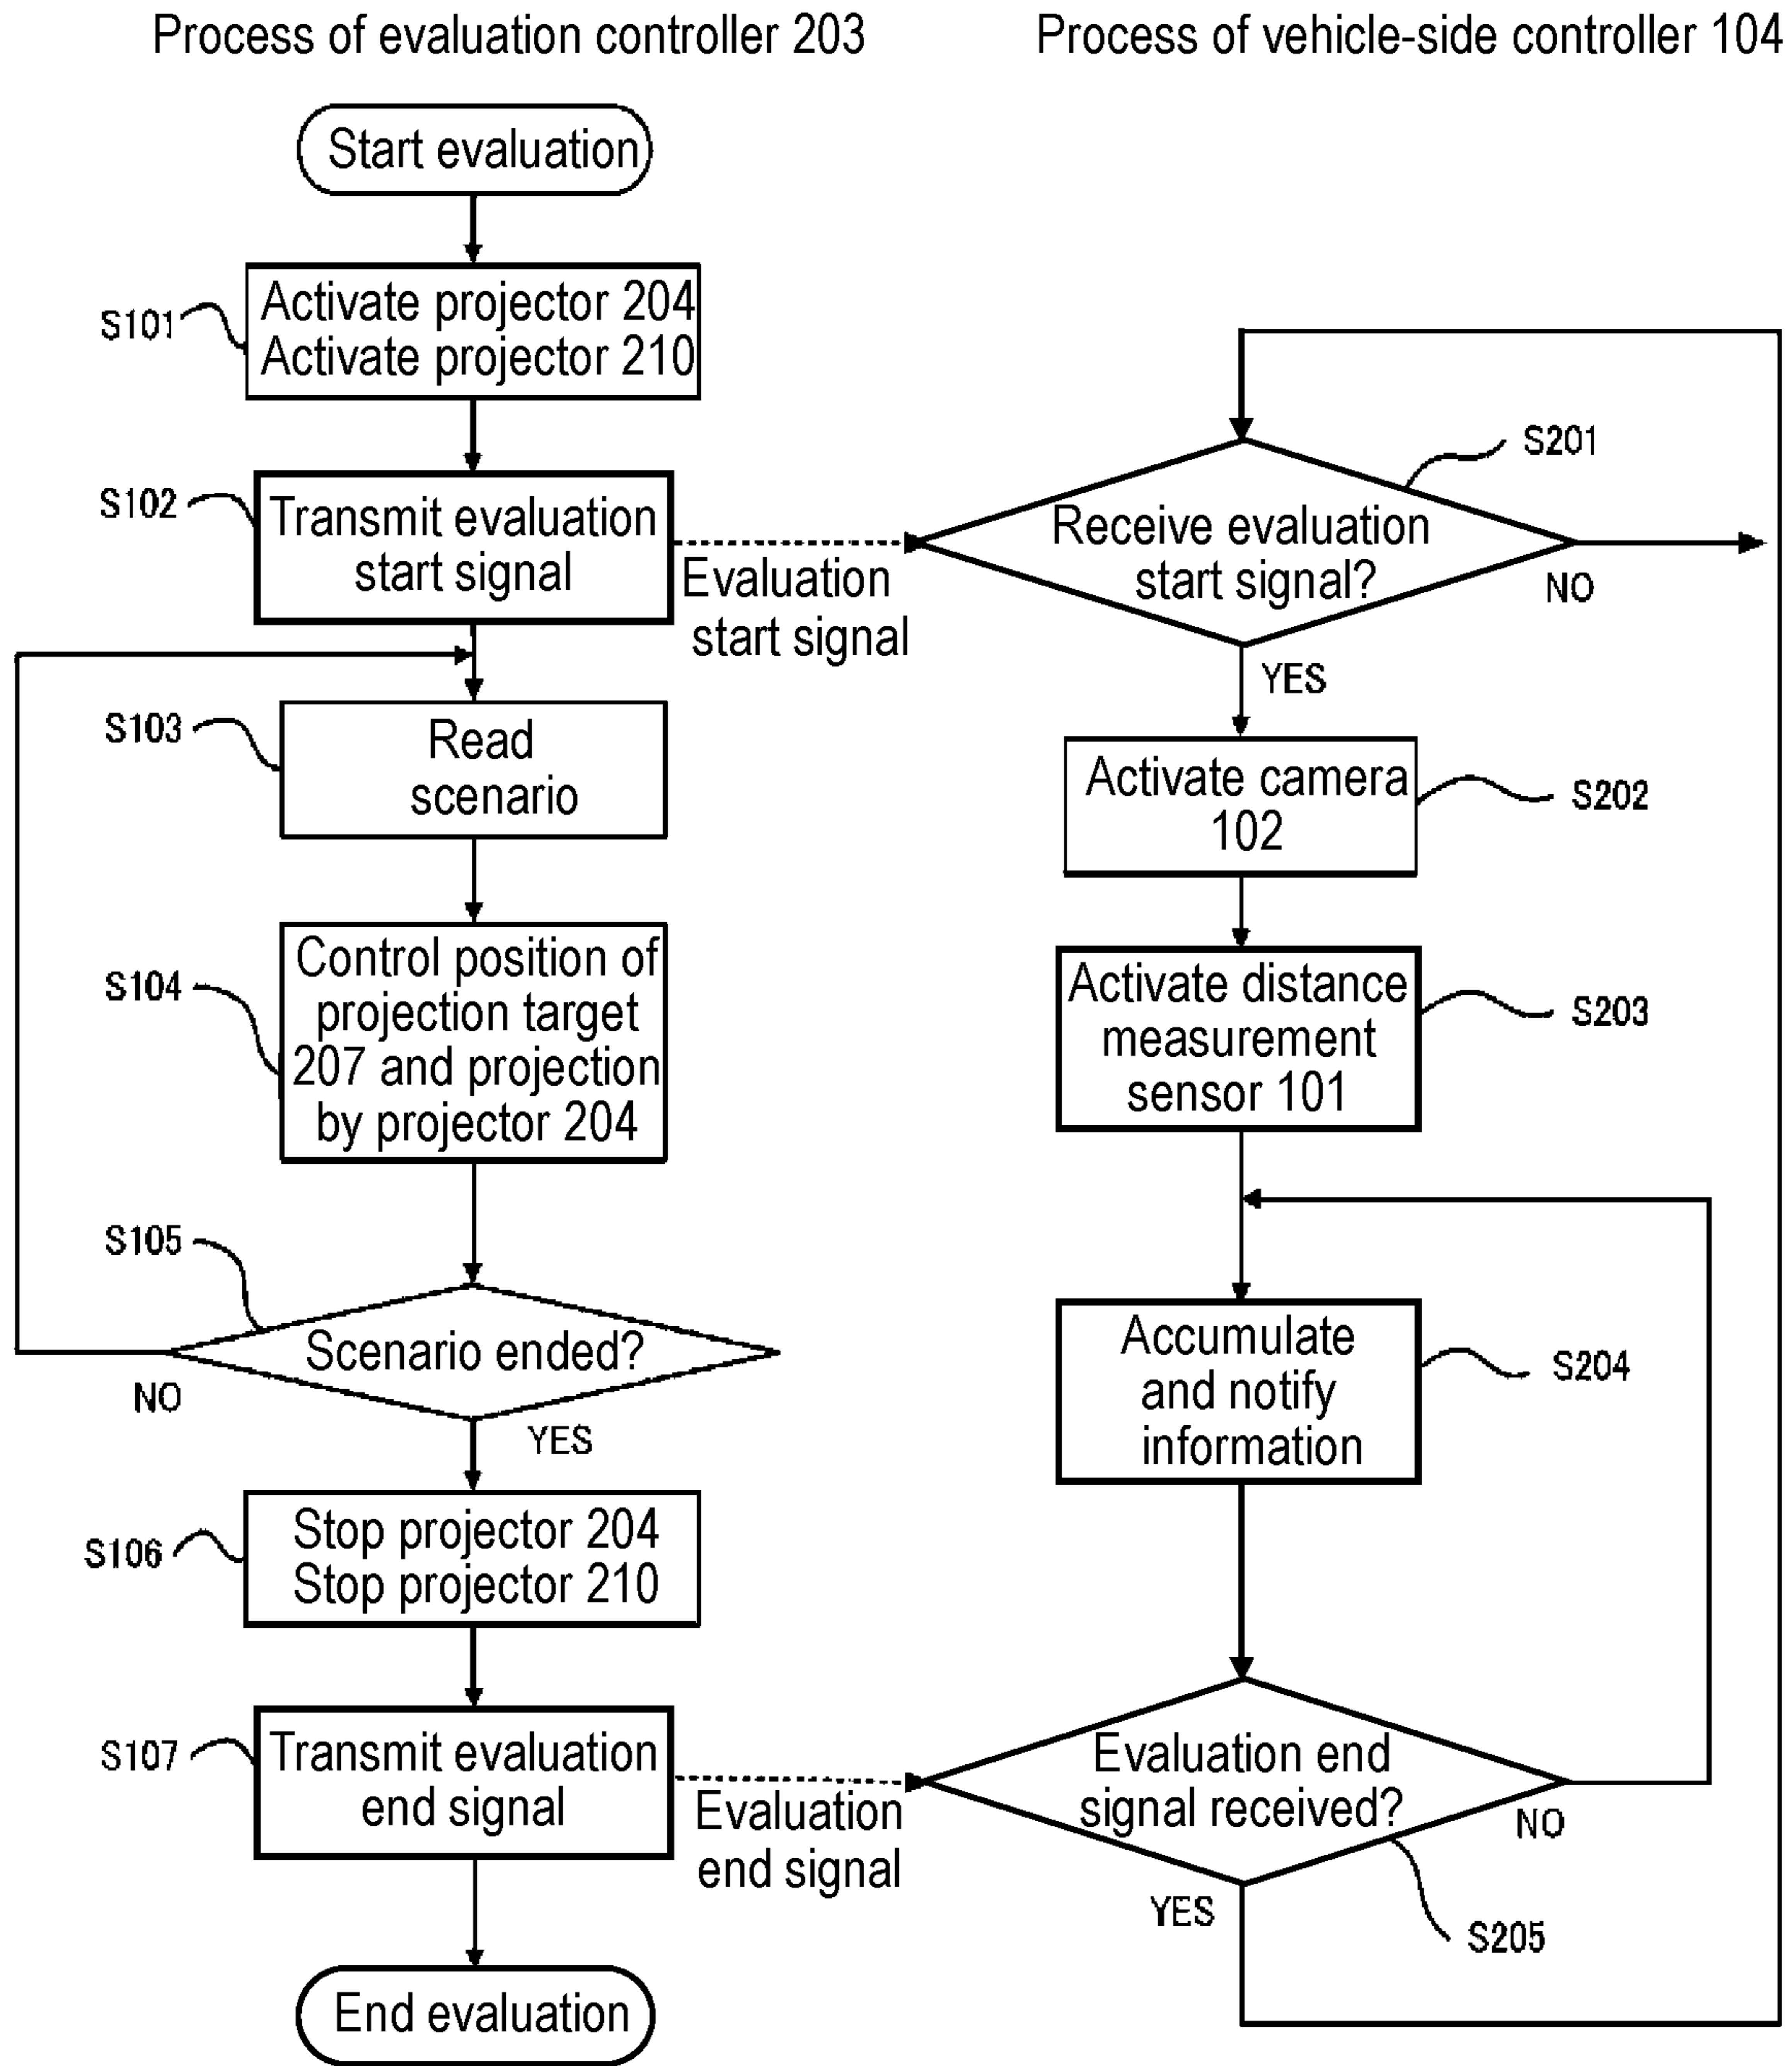 Process of evaluation controller 203
Process of vehicle-side controller 104
Start evaluation
S101
Activate projector 204
Activate projector 210
S102
Transmit evaluation
start signal
Evaluation
start signal
S103
Read
scenario
S104
Control position of
projection target
207 and projection
by projector 204
S105
Scenario ended?
NO
YES
S106
Stop projector 204
Stop projector 210
S107
Transmit evaluation
end signal
Evaluation
end signal
End evaluation
S201
Receive evaluation
start signal?
NO
YES
Activate camera
102
S202
Activate distance
measurement
sensor 101
S203
Accumulate
and notify
information
S204
Evaluation end
signal received?
NO
YES
S205